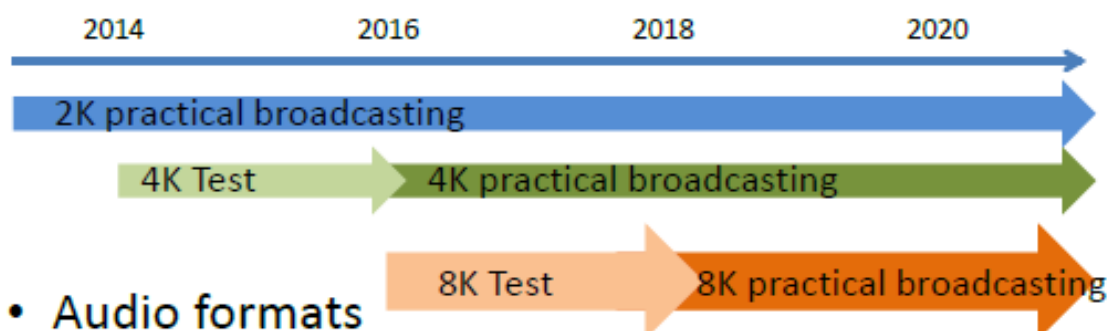 2014 2016 2018 2020
2K practical broadcasting
4K Test 4K practical broadcasting
8K Test 8K practical broadcasting
• Audio formats